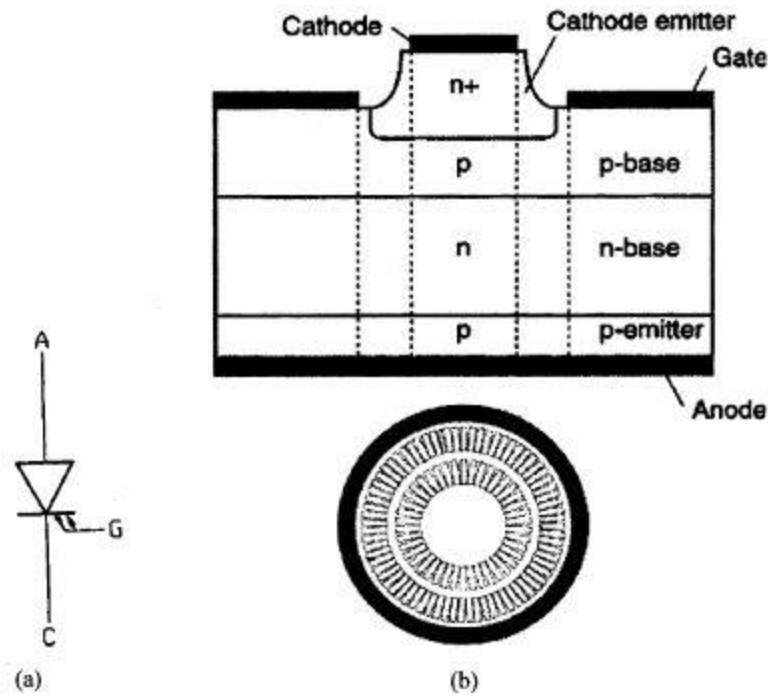 Cathode
Cathode emitter
Gate
n+
p
p-base
n
n-base
p
p-emitter
Anode
A
G
C
(a)
(b)